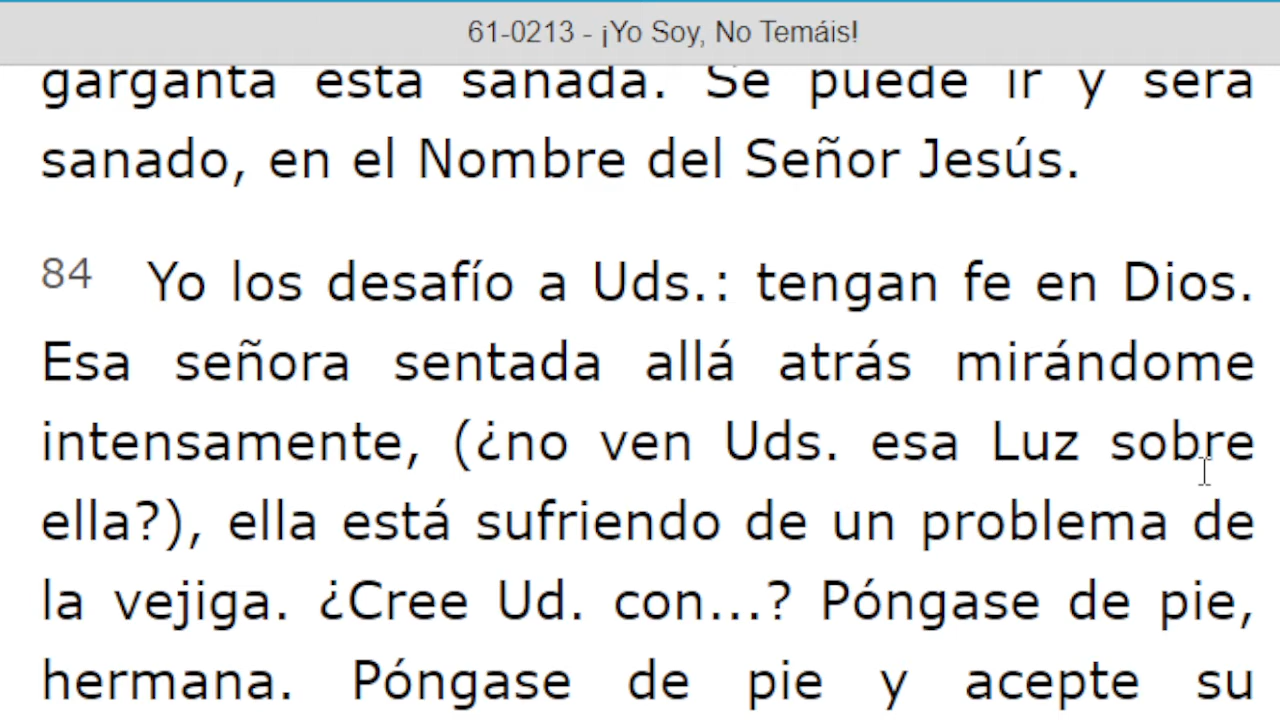 61-0213 - ¡Yo Soy, No Temáis!
garganta está sanada. Se puede ir y será
sanado, en el Nombre del Señor Jesús.
84 Yo los desafío a Uds.: tengan fe en Dios.
Esa señora sentada allá atrás mirándome
intensamente, (¿no ven Uds. esa Luz sobre
ella?), ella está sufriendo de un problema de
la vejiga. ¿Cree Ud. con...? Póngase de pie,
hermana. Póngase de pie y acepte su